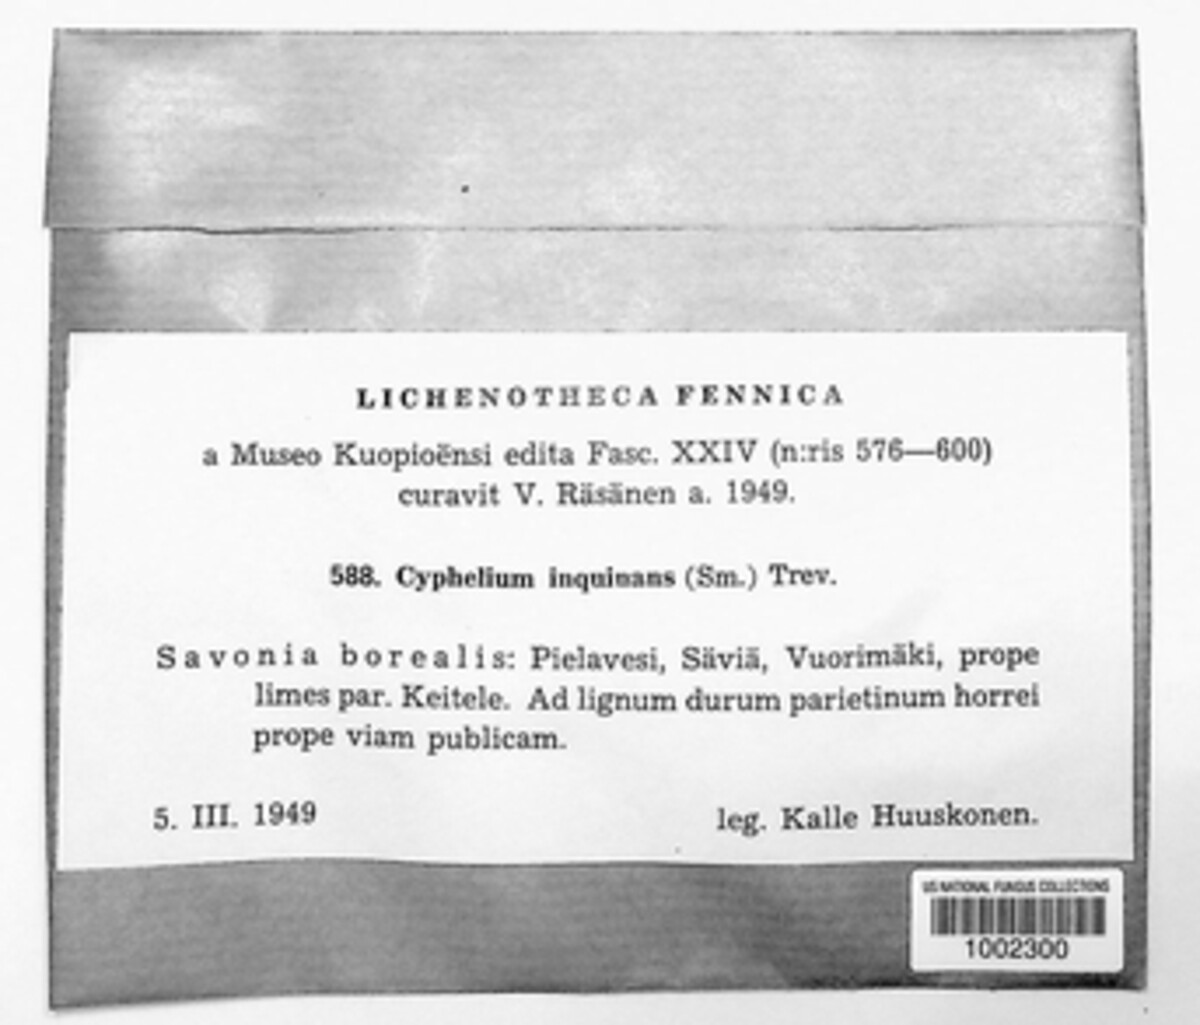 LICHENOTHECA FENNICA
a Museo Kuopioënsi edita Fasc. XXIV (n:ris 576—600)
curavit V. Räsänen a. 1949.
588. Cyphelium inquinans (Sm.) Trev.
Savonia borealis: Pielavesi, Säviä, Vuorimäki, prope
limes par. Keitele. Ad lignum durum parietinum horrei
prope viam publicam.
5. III. 1949
leg. Kalle Huuskonen.
US NATIONAL FUNGUS COLLECTIONS
1002300